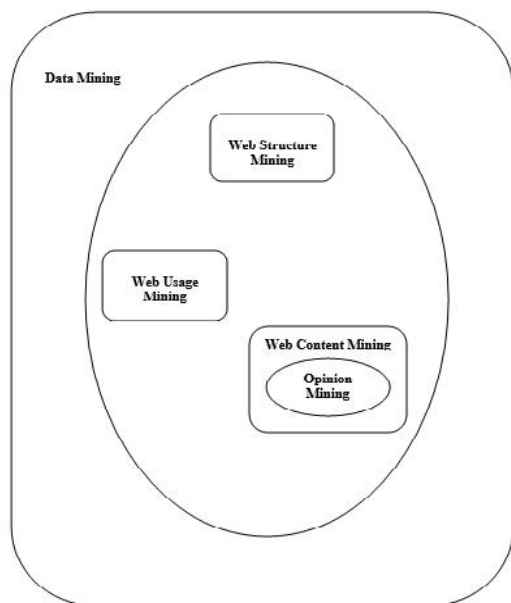 Data Mining
Web Structure
Mining
Web Usage
Mining
Web Content Mining
Opinion
Mining